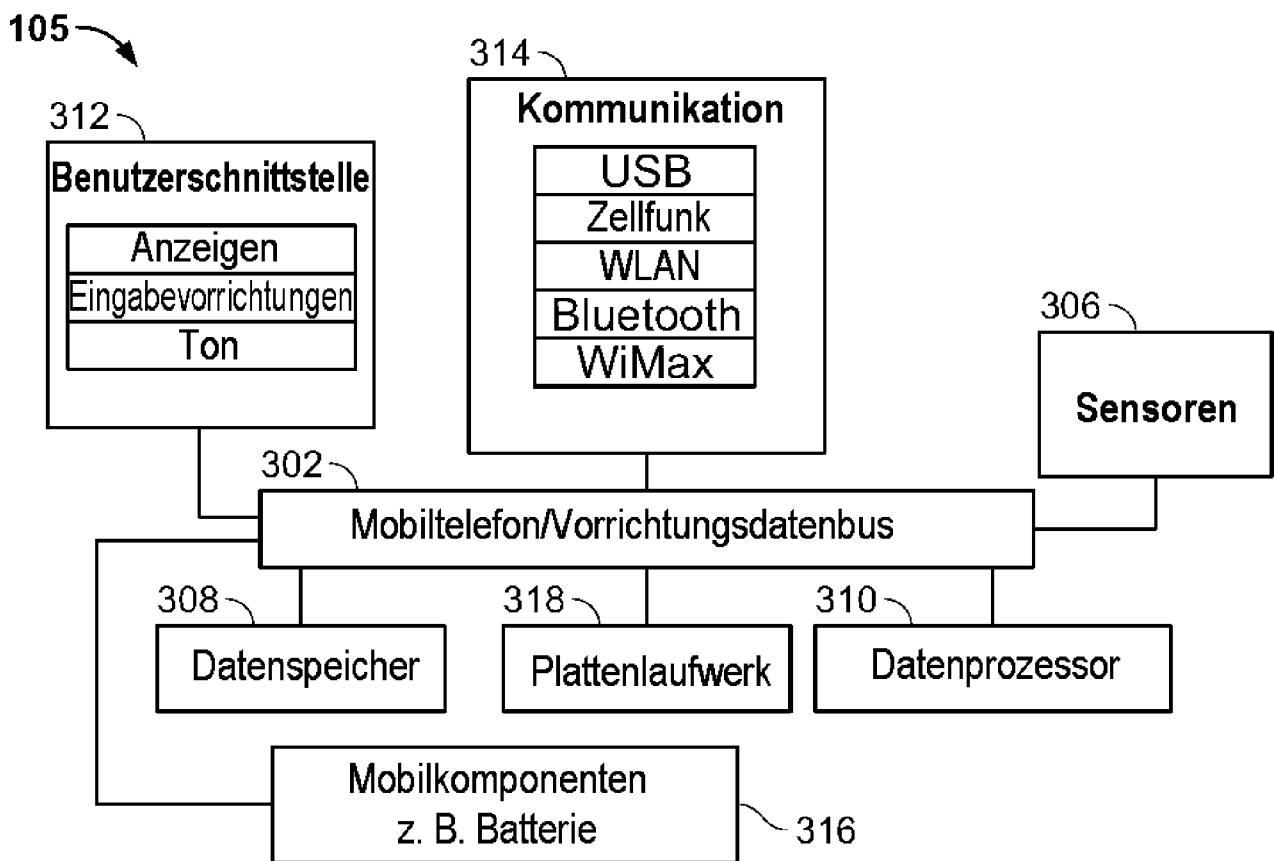 105
314
Kommunikation
USB
Zellfunk
WLAN
Bluetooth
WiMax
312
Benutzerschnittstelle
Anzeigen
Eingabevorrichtungen
Ton
306
Sensoren
302
Mobiltelefon/Vorrichtungsdatenbus
308
Datenspeicher
318
Plattenlaufwerk
310
Datenprozessor
Mobilkomponenten
z. B. Batterie
316